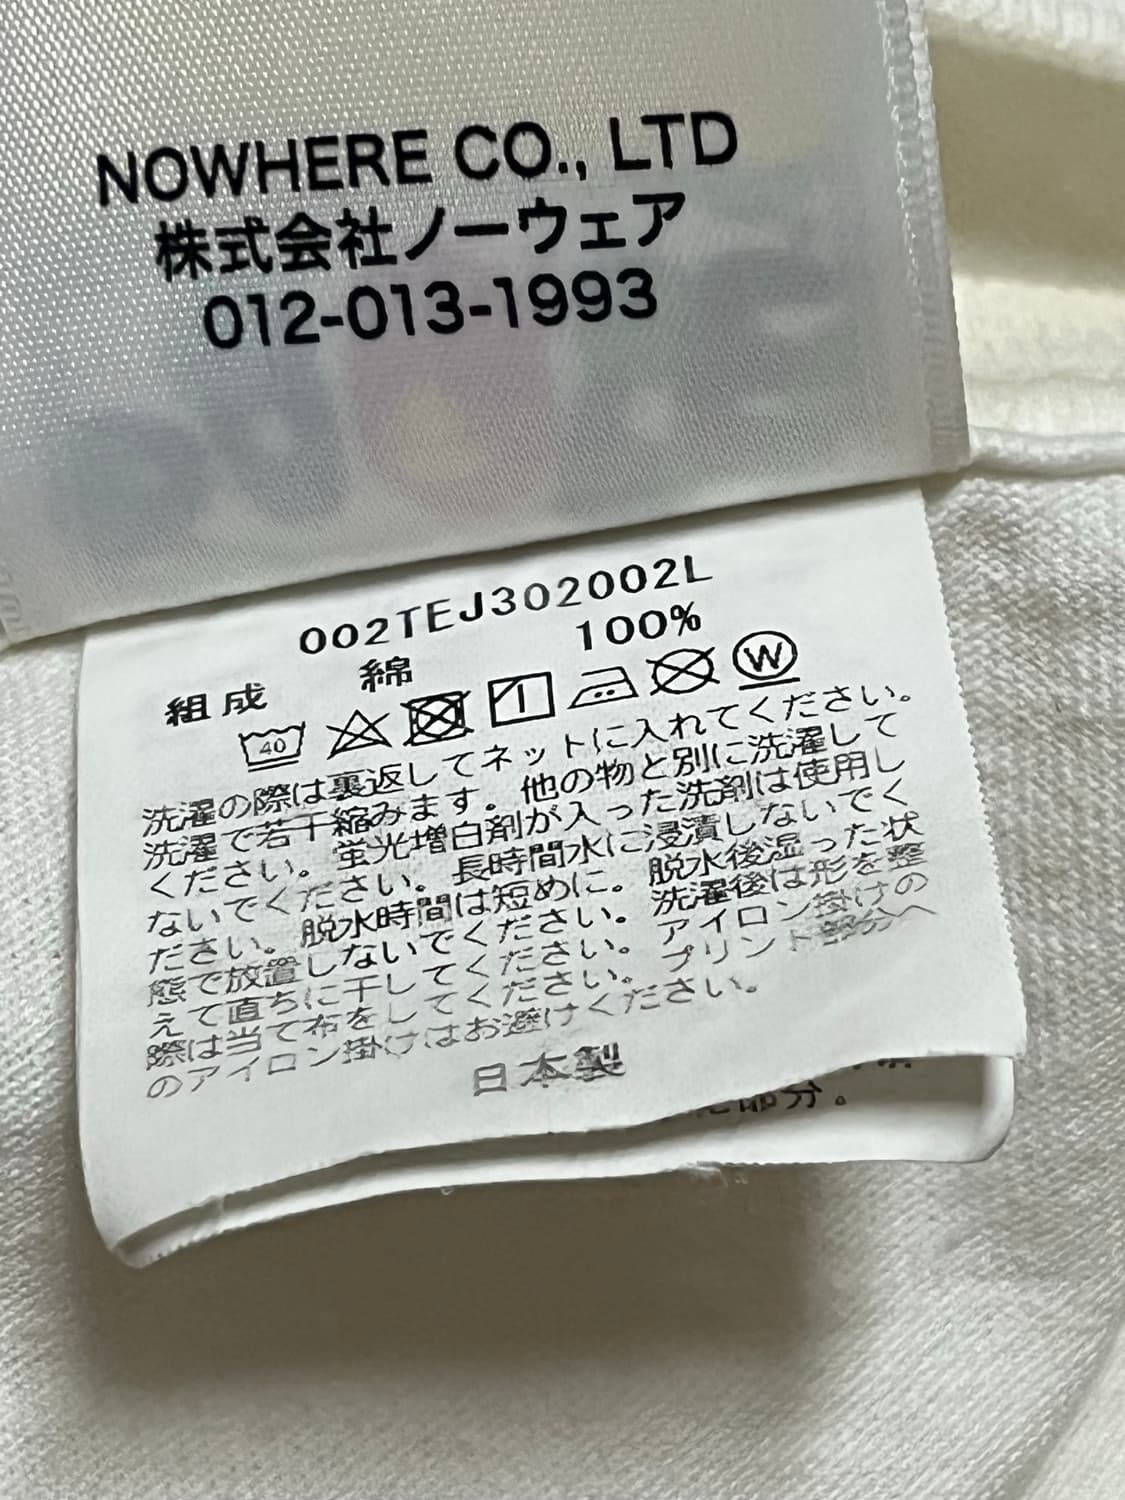 NOWHERE CO., LTD
株式会社ノーウェア
012-013-1993
002TEJ302002L
組成 綿 100%
40 W
洗濯の際は裏返してネットに入れてください。
洗濯で若干縮みます。他の物と別に洗濯して
ください。蛍光増白剤が入った洗剤は使用し
ないでください。長時間水に浸漬しないでく
ださい。脱水時間は短めに。脱水後湿った状
態で放置しないでください。洗濯後は形を整
えて直ちに干してください。アイロン掛けの
際は当て布をしてください。プリント部分へ
のアイロン掛けはお避けください。
日本製
部分。